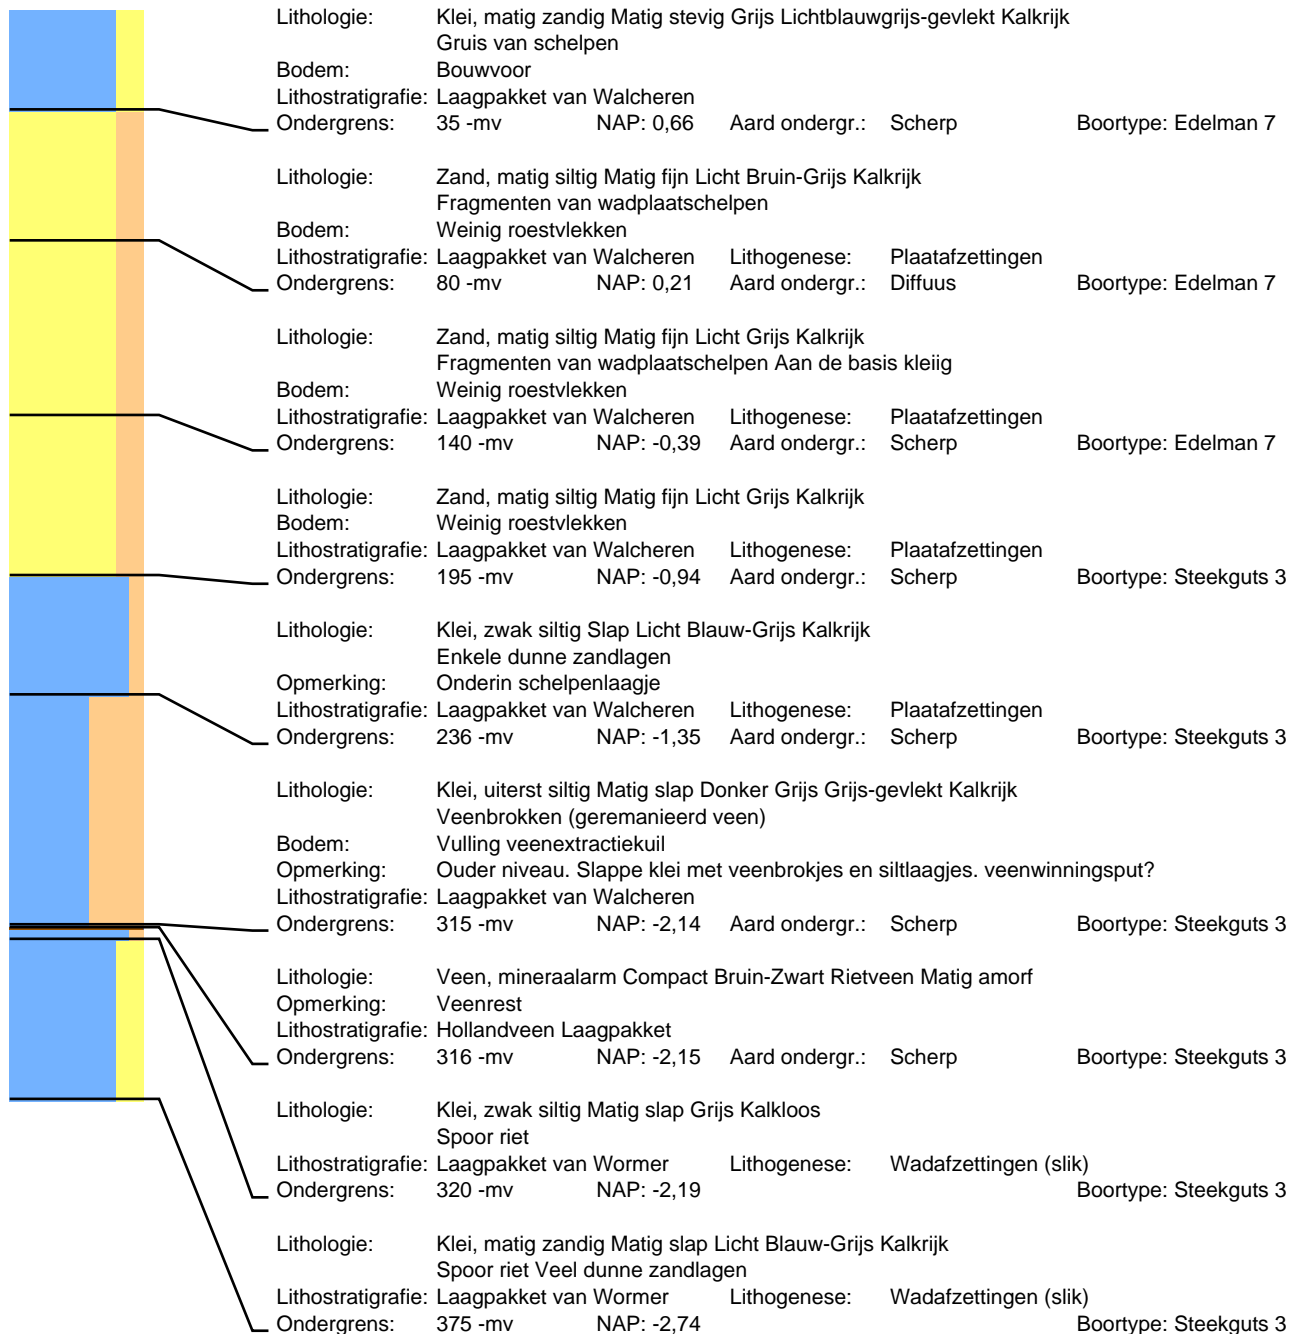 Lithologie: Klei, matig zandig Matig stevig Grijs Lichtblauwgrijs-gevlekt Kalkrijk
Gruis van schelpen
Bodem: Bouwvoor
Lithostratigrafie: Laagpakket van Walcheren
Ondergrens: 35 -mv NAP: 0,66 Aard ondergr.: Scherp Boortype: Edelman 7
Lithologie: Zand, matig siltig Matig fijn Licht Bruin-Grijs Kalkrijk
Fragmenten van wadplaatschelpen
Bodem: Weinig roestvlekken
Lithostratigrafie: Laagpakket van Walcheren Lithogenese: Plaatafzettingen
Ondergrens: 80 -mv NAP: 0,21 Aard ondergr.: Diffuus Boortype: Edelman 7
Lithologie: Zand, matig siltig Matig fijn Licht Grijs Kalkrijk
Fragmenten van wadplaatschelpen Aan de basis kleiig
Bodem: Weinig roestvlekken
Lithostratigrafie: Laagpakket van Walcheren Lithogenese: Plaatafzettingen
Ondergrens: 140 -mv NAP: -0,39 Aard ondergr.: Scherp Boortype: Edelman 7
Lithologie: Zand, matig siltig Matig fijn Licht Grijs Kalkrijk
Bodem: Weinig roestvlekken
Lithostratigrafie: Laagpakket van Walcheren Lithogenese: Plaatafzettingen
Ondergrens: 195 -mv NAP: -0,94 Aard ondergr.: Scherp Boortype: Steekguts 3
Lithologie: Klei, zwak siltig Slap Licht Blauw-Grijs Kalkrijk
Enkele dunne zandlagen
Opmerking: Onderin schelpenlaagje
Lithostratigrafie: Laagpakket van Walcheren Lithogenese: Plaatafzettingen
Ondergrens: 236 -mv NAP: -1,35 Aard ondergr.: Scherp Boortype: Steekguts 3
Lithologie: Klei, uiterst siltig Matig slap Donker Grijs Grijs-gevlekt Kalkrijk
Veenbrokken (geremanieerd veen)
Bodem: Vulling veenextractiekuil
Opmerking: Ouder niveau. Slappe klei met veenbrokjes en siltlaagjes. veenwinningsput?
Lithostratigrafie: Laagpakket van Walcheren
Ondergrens: 315 -mv NAP: -2,14 Aard ondergr.: Scherp Boortype: Steekguts 3
Lithologie: Veen, mineraalarm Compact Bruin-Zwart Rietveen Matig amorf
Opmerking: Veenrest
Lithostratigrafie: Hollandveen Laagpakket
Ondergrens: 316 -mv NAP: -2,15 Aard ondergr.: Scherp Boortype: Steekguts 3
Lithologie: Klei, zwak siltig Matig slap Grijs Kalkloos
Spoor riet
Lithostratigrafie: Laagpakket van Wormer Lithogenese: Wadafzettingen (slik)
Ondergrens: 320 -mv NAP: -2,19 Boortype: Steekguts 3
Lithologie: Klei, matig zandig Matig slap Licht Blauw-Grijs Kalkrijk
Spoor riet Veel dunne zandlagen
Lithostratigrafie: Laagpakket van Wormer Lithogenese: Wadafzettingen (slik)
Ondergrens: 375 -mv NAP: -2,74 Boortype: Steekguts 3